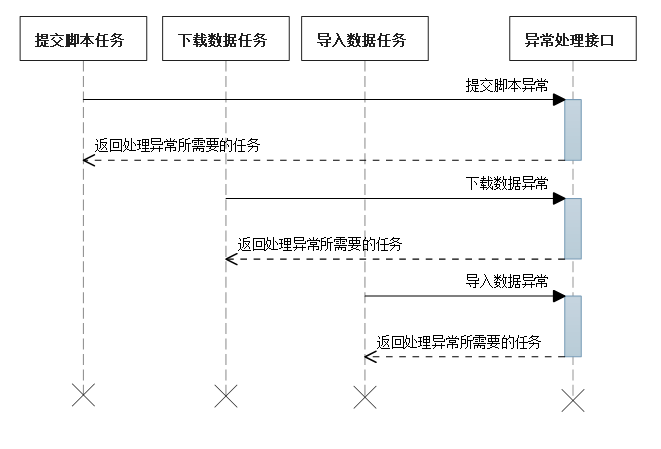 提交脚本任务
下载数据任务
导入数据任务
异常处理接口
提交脚本异常
返回处理异常所需要的任务
下载数据异常
返回处理异常所需要的任务
导入数据异常
返回处理异常所需要的任务